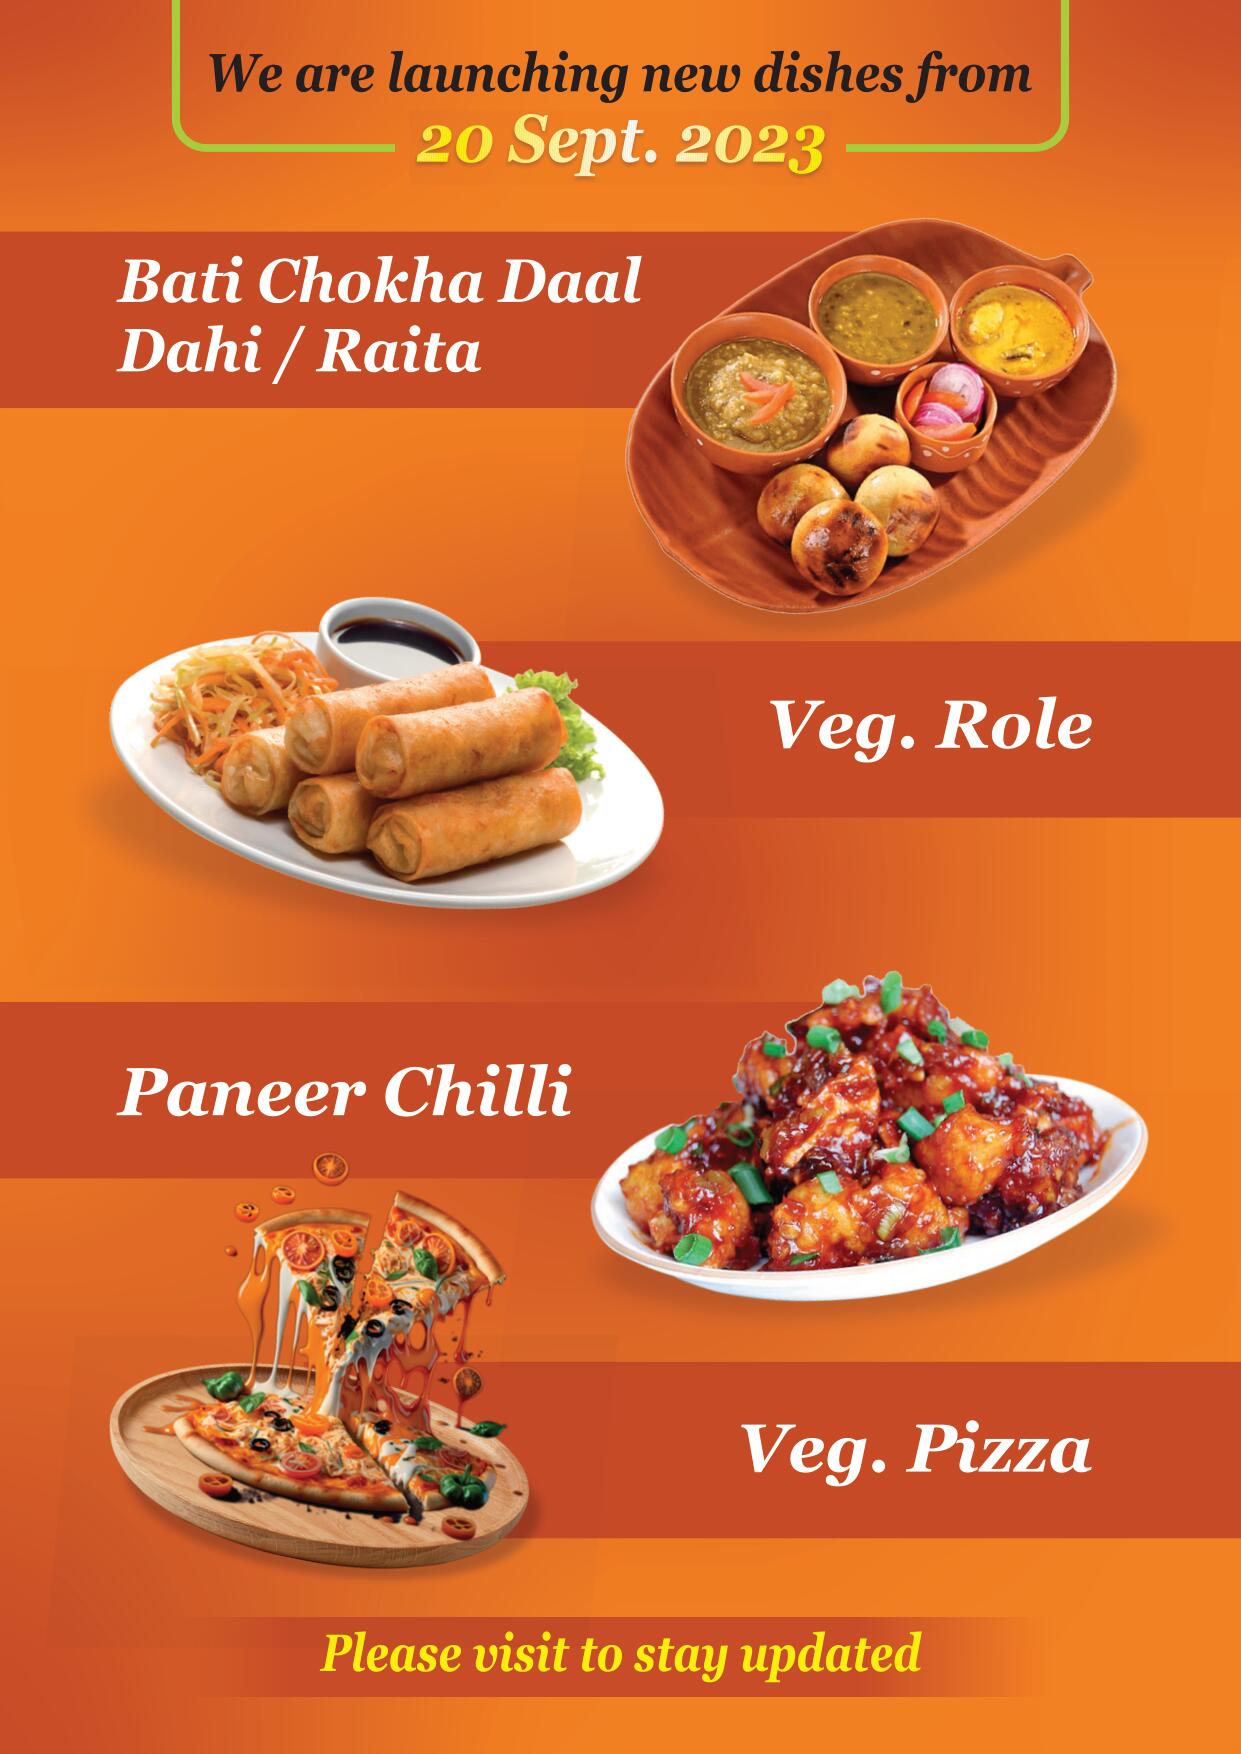 We are launching new dishes from
20 Sept. 2023
Bati Chokha Daal
Dahi / Raita
Veg. Role
Paneer Chilli
Veg. Pizza
Please visit to stay updated